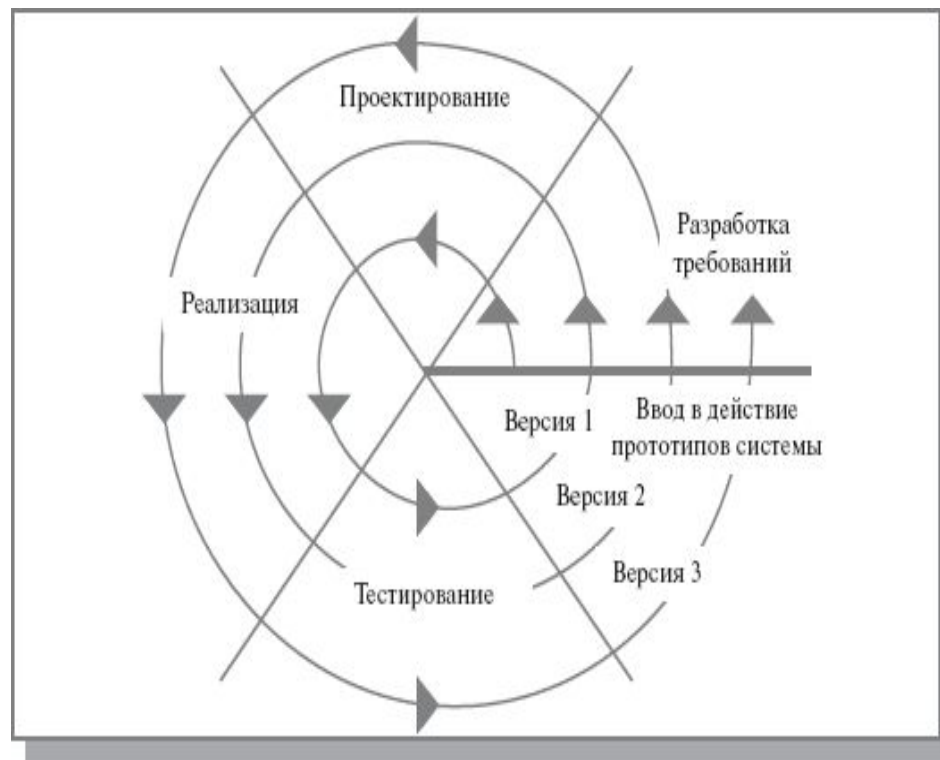 Проектирование
Разработка
требований
Реализация
Версия 1
Ввод в действие
прототипов системы
Версия 2
Версия 3
Тестирование